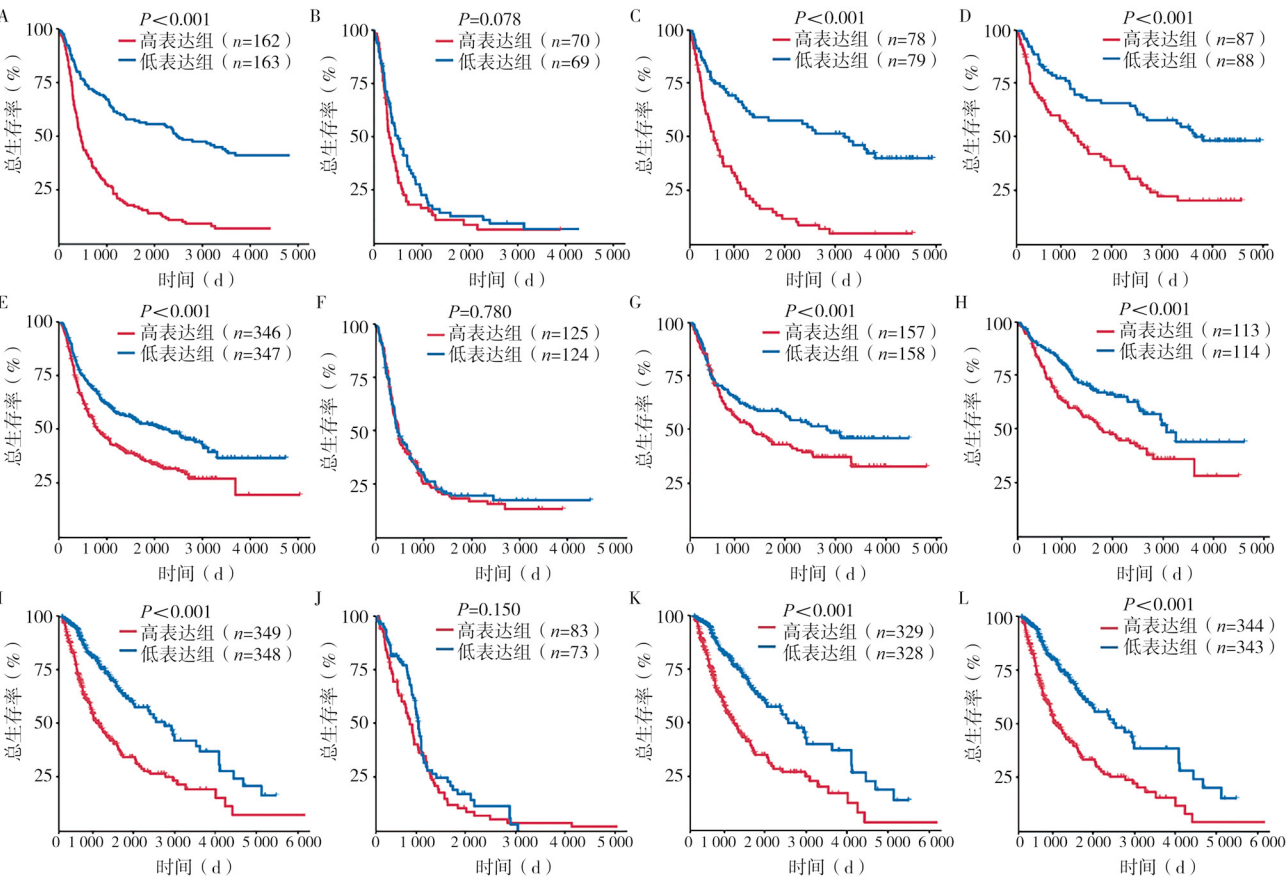 A
P＜0.001
高表达组（n=162）
低表达组（n=163）
总生存率（%）
100
75
50
25
0
1 000
2 000
3 000
4 000
5 000
时间（d）
B
P=0.078
高表达组（n=70）
低表达组（n=69）
总生存率（%）
100
75
50
25
0
1 000
2 000
3 000
4 000
5 000
时间（d）
C
P＜0.001
高表达组（n=78）
低表达组（n=79）
总生存率（%）
100
75
50
25
0
1 000
2 000
3 000
4 000
5 000
时间（d）
D
P＜0.001
高表达组（n=87）
低表达组（n=88）
总生存率（%）
100
75
50
25
0
1 000
2 000
3 000
4 000
5 000
时间（d）
E
P＜0.001
高表达组（n=346）
低表达组（n=347）
总生存率（%）
100
75
50
25
0
1 000
2 000
3 000
4 000
5 000
时间（d）
F
P=0.780
高表达组（n=125）
低表达组（n=124）
总生存率（%）
100
75
50
25
0
1 000
2 000
3 000
4 000
5 000
时间（d）
G
P＜0.001
高表达组（n=157）
低表达组（n=158）
总生存率（%）
100
75
50
25
0
1 000
2 000
3 000
4 000
5 000
时间（d）
H
P＜0.001
高表达组（n=113）
低表达组（n=114）
总生存率（%）
100
75
50
25
0
1 000
2 000
3 000
4 000
5 000
时间（d）
I
P＜0.001
高表达组（n=349）
低表达组（n=348）
总生存率（%）
100
75
50
25
0
1 000
2 000
3 000
4 000
5 000
6 000
时间（d）
J
P=0.150
高表达组（n=83）
低表达组（n=73）
总生存率（%）
100
75
50
25
0
1 000
2 000
3 000
4 000
5 000
时间（d）
K
P＜0.001
高表达组（n=329）
低表达组（n=328）
总生存率（%）
100
75
50
25
0
1 000
2 000
3 000
4 000
5 000
6 000
时间（d）
L
P＜0.001
高表达组（n=344）
低表达组（n=343）
总生存率（%）
100
75
50
25
0
1 000
2 000
3 000
4 000
5 000
6 000
时间（d）